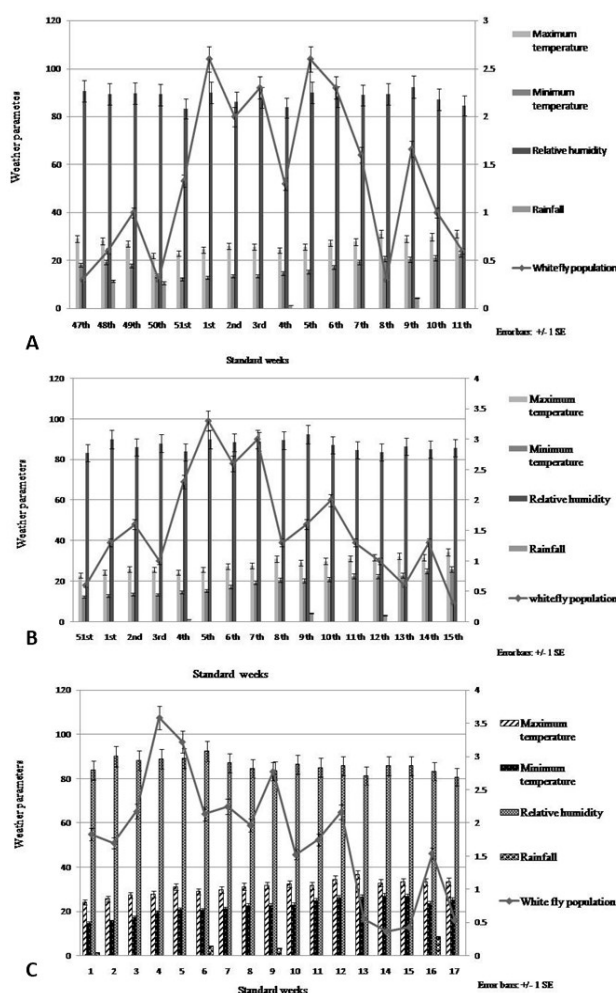 120
100
80
60
40
20
0
3
2.5
2
1.5
1
0.5
0
Weather parametes
47th 48th 49th 50th 51st 1st 2nd 3rd 4th 5th 6th 7th 8th 9th 10th 11th
Maximum temperature
Minimum temperature
Relative humidity
Rainfall
Whitefly population
A
Error bars: +/- 1 SE
Standard weeks
120
100
80
60
40
20
0
4
3.5
3
2.5
2
1.5
1
0.5
0
Weather parameters
51st 1st 2nd 3rd 4th 5th 6th 7th 8th 9th 10th 11th 12th 13th 14th 15th
Maximum temperature
Minimum temperature
Relative humidity
Rainfall
whitefly population
B
Error bars: +/- 1 SE
Standard weeks
120
100
80
60
40
20
0
4
3.5
3
2.5
2
1.5
1
0.5
0
Weather parameters
1 2 3 4 5 6 7 8 9 10 11 12 13 14 15 16 17
Maximum temperature
Minimum temperature
Relative humidity
Rainfall
White fly population
C
Standard weeks
Error bars: +/- 1 SE